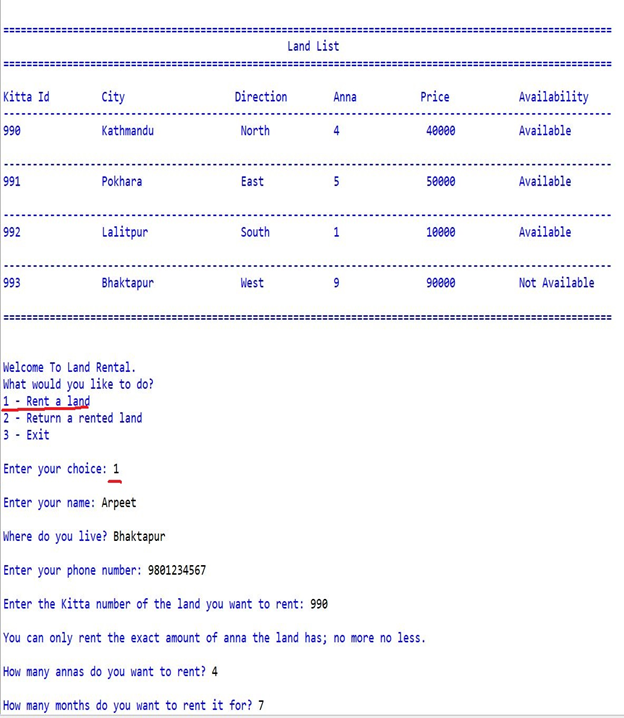 Land List
Kitta Id City Direction Anna Price Availability
990 Kathmandu North 4 40000 Available
991 Pokhara East 5 50000 Available
992 Lalitpur South 1 10000 Available
993 Bhaktapur West 9 90000 Not Available
Welcome To Land Rental.
What would you like to do?
1 - Rent a land
2 - Return a rented land
3 - Exit
Enter your choice: 1
Enter your name: Arpeet
Where do you live? Bhaktapur
Enter your phone number: 9801234567
Enter the Kitta number of the land you want to rent: 990
You can only rent the exact amount of anna the land has; no more no less.
How many annas do you want to rent? 4
How many months do you want to rent it for? 7